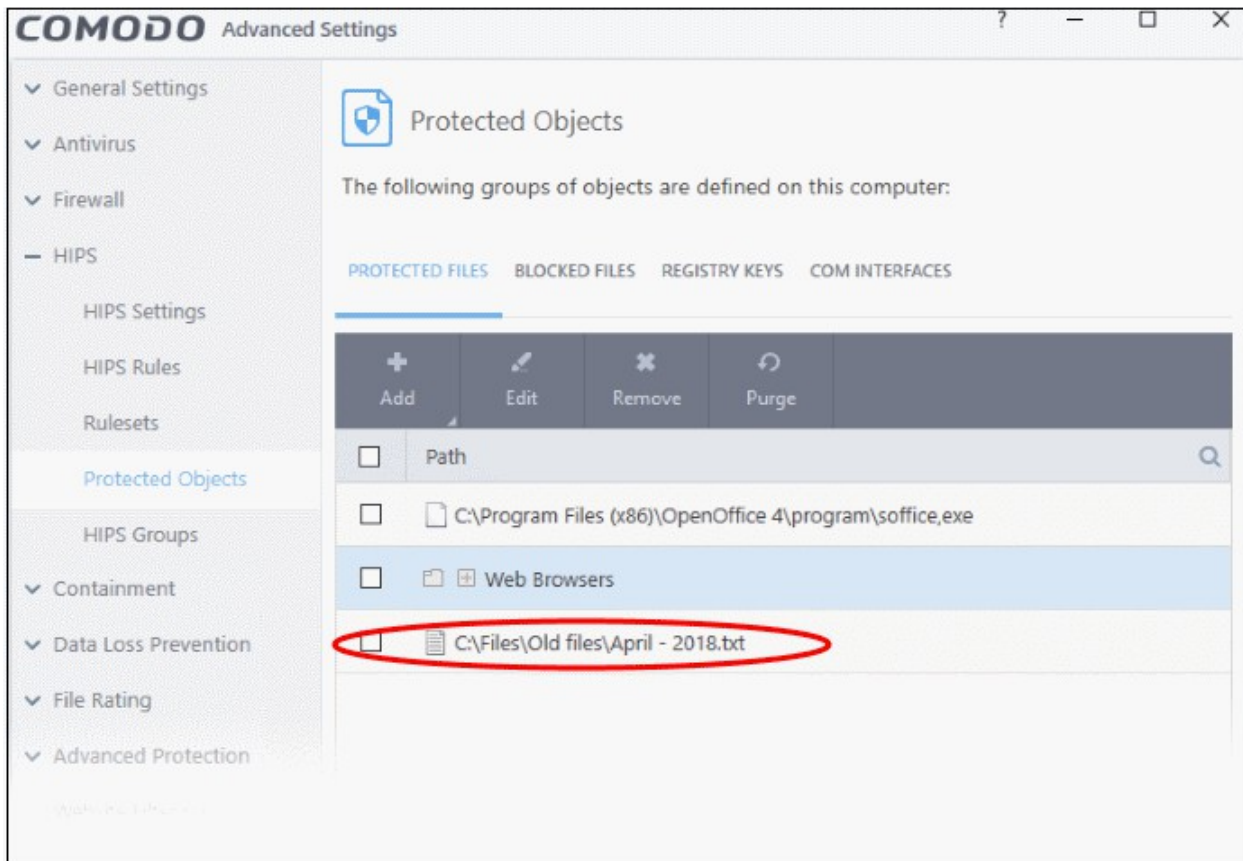 COMODO Advanced Settings ?
General Settings
Antivirus
Firewall
HIPS
HIPS Settings
HIPS Rules
Rulesets
Protected Objects
HIPS Groups
Containment
Data Loss Prevention
File Rating
Advanced Protection
Protected Objects
The following groups of objects are defined on this computer:
PROTECTED FILES BLOCKED FILES REGISTRY KEYS COM INTERFACES
Add Edit Remove Purge
Path
C:\Program Files (x86)\OpenOffice 4\program\soffice,exe
Web Browsers
C:\Files\Old files\April - 2018.txt